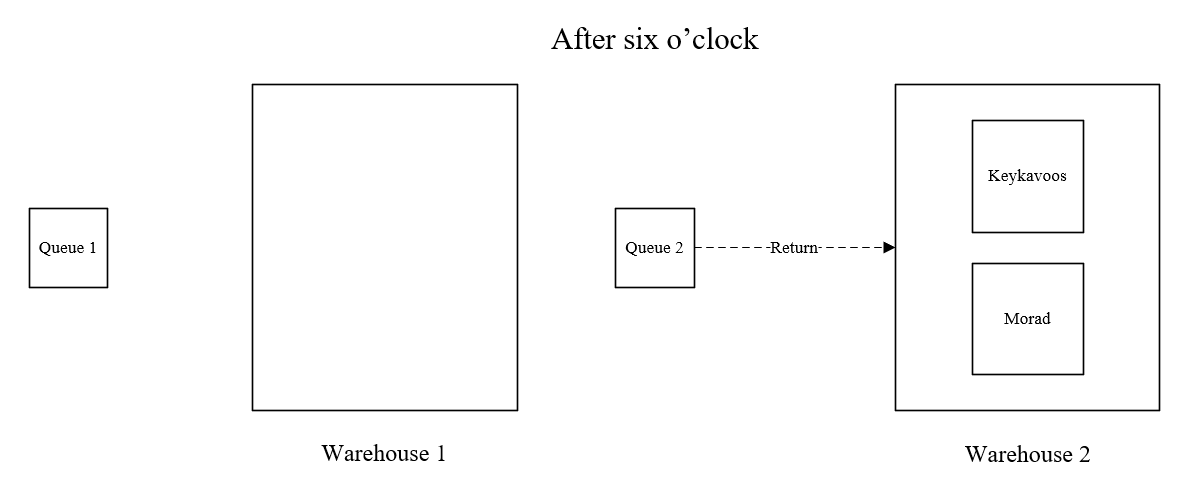 After six o’clock
Queue 1
Queue 2
Return
Keykavoos
Morad
Warehouse 1
Warehouse 2